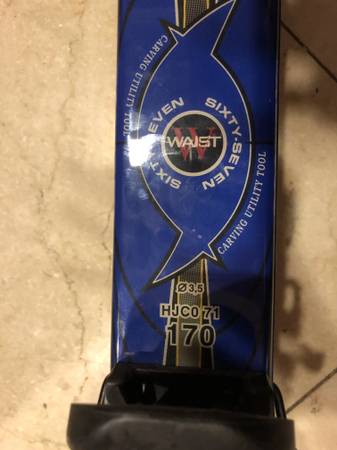 CARVING UTILITY TOOL
SIXTY-SEVEN
SIXTY-SEVEN
W
WAIST
CARVING UTILITY TOOL
Ø3,5
HJC0 71
170